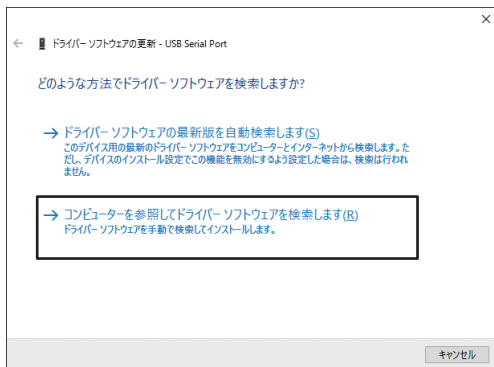 ドライバー ソフトウェアの更新 - USB Serial Port
どのような方法でドライバー ソフトウェアを検索しますか?
ドライバー ソフトウェアの最新版を自動検索します(S)
このデバイス用の最新のドライバー ソフトウェアをコンピューターとインターネットから検索します。た
だし、デバイスのインストール設定でこの機能を無効にするよう設定した場合は、検索は行われ
ません。
コンピューターを参照してドライバー ソフトウェアを検索します(R)
ドライバー ソフトウェアを手動で検索してインストールします。
キャンセル